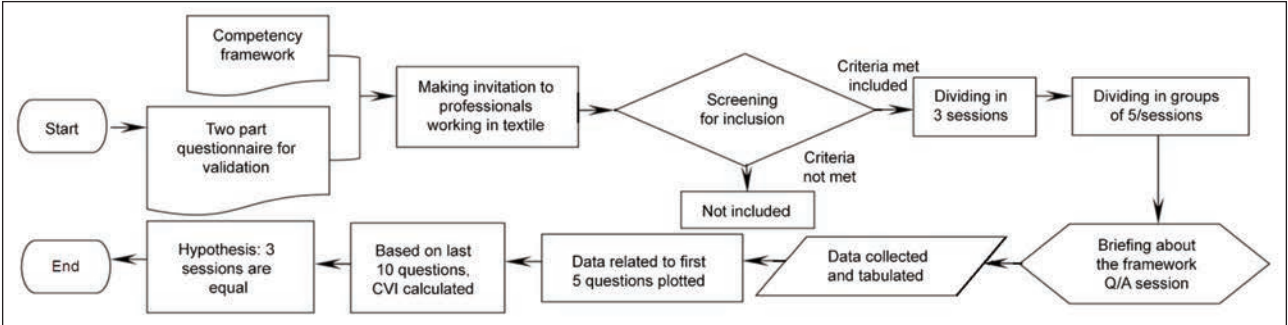 Competency
framework
Start
Two part
questionnaire for
validation
Making invitation to
professionals
working in textile
Screening
for inclusion
Criteria met
included
Criteria
not met
Not included
Dividing in
3 sessions
Dividing in groups
of 5/sessions
Briefing about
the framework
Q/A session
Data collected
and tabulated
Data related to first
5 questions plotted
Based on last
10 questions,
CVI calculated
Hypothesis: 3
sessions are
equal
End